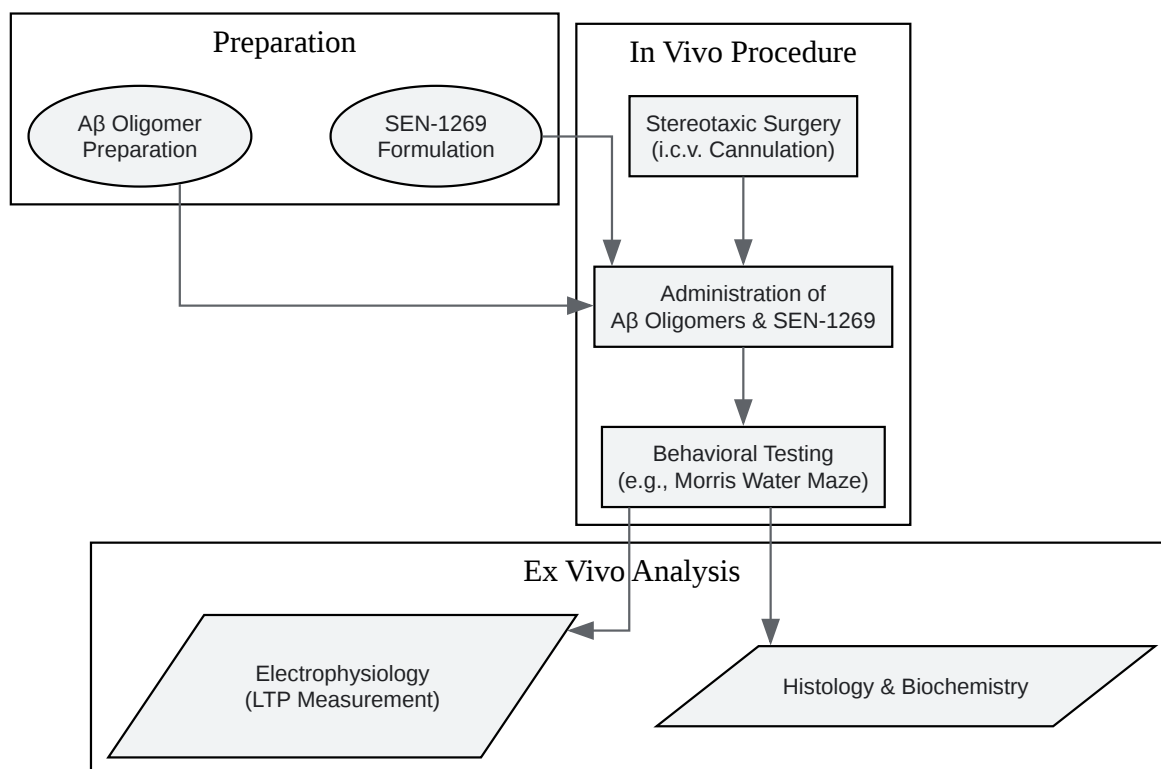 Preparation
Aβ Oligomer
Preparation
SEN-1269
Formulation
In Vivo Procedure
Stereotaxic Surgery
(i.c.v. Cannulation)
Administration of
Aβ Oligomers & SEN-1269
Behavioral Testing
(e.g., Morris Water Maze)
Ex Vivo Analysis
Electrophysiology
(LTP Measurement)
Histology & Biochemistry